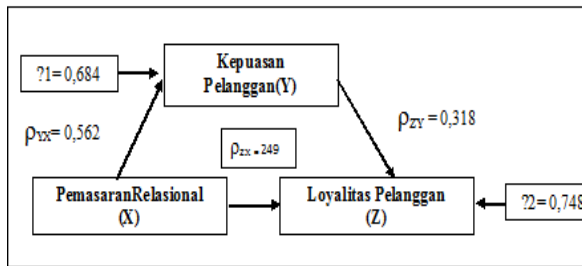 Kepuasan
Pelanggan(Y)
?1=0,684
ρYX=0,562
ρZY=0,318
ρzx =249
PemasaranRelasional
(X)
Loyalitas Pelanggan
(Z)
?2=0,748